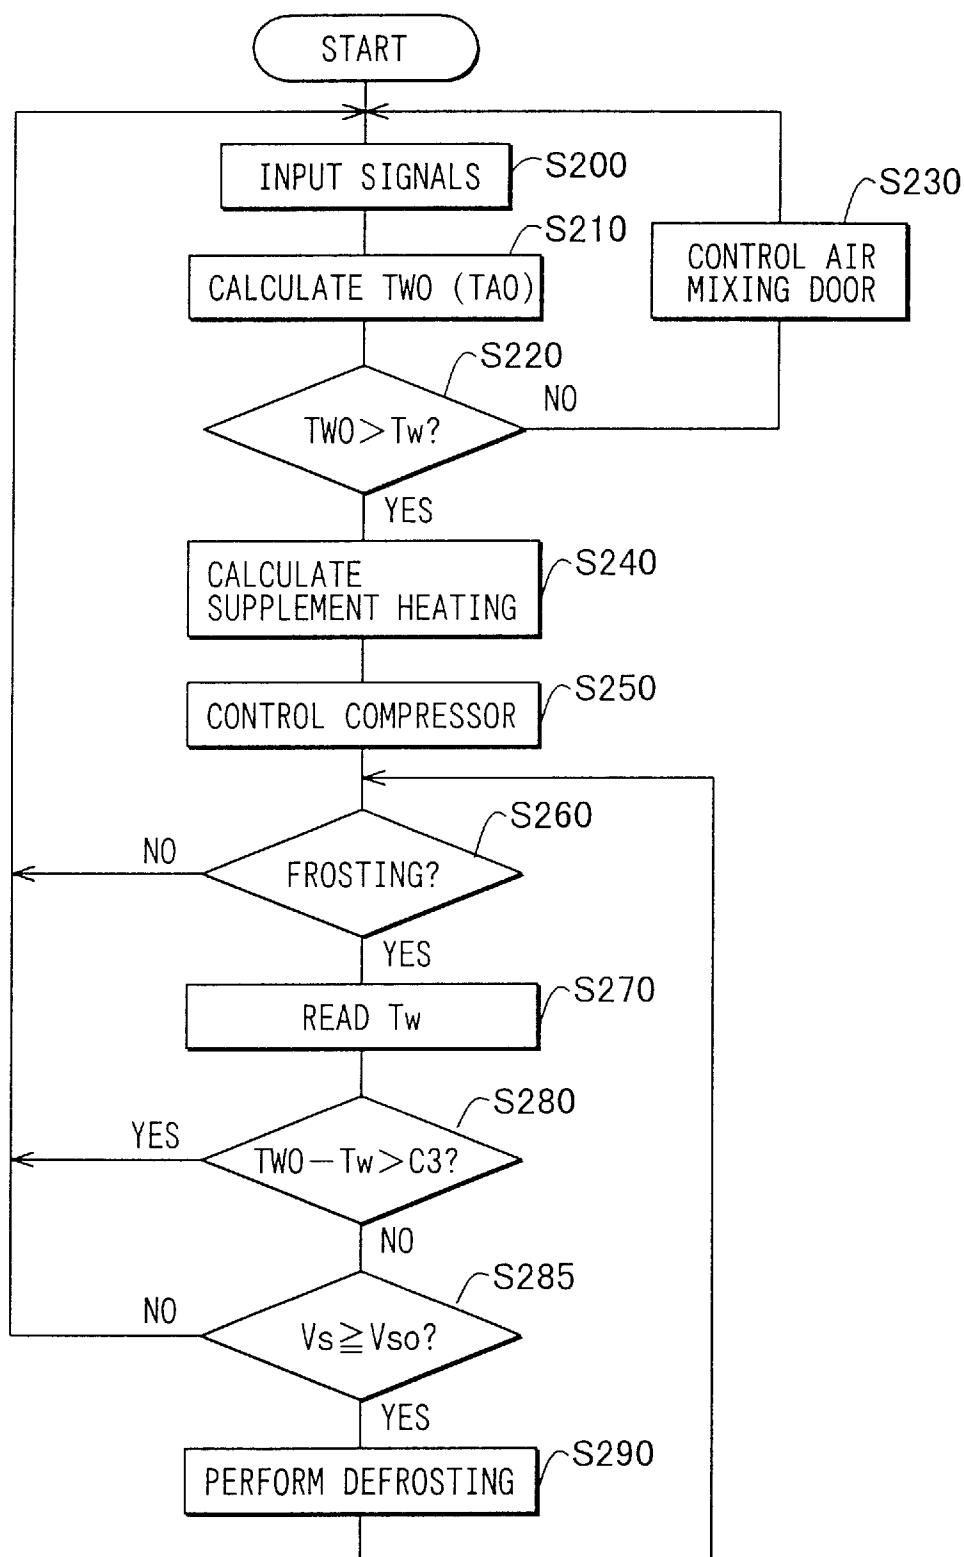 START
INPUT SIGNALS
S200
S230
CONTROL AIR
MIXING DOOR
S210
CALCULATE TWO (TAO)
S220
NO
TWO>Tw?
YES
S240
CALCULATE
SUPPLEMENT HEATING
S250
CONTROL COMPRESSOR
S260
NO
FROSTING?
YES
S270
READ Tw
S280
YES
TWO−Tw>C3?
NO
S285
NO
Vs≧Vso?
YES
S290
PERFORM DEFROSTING